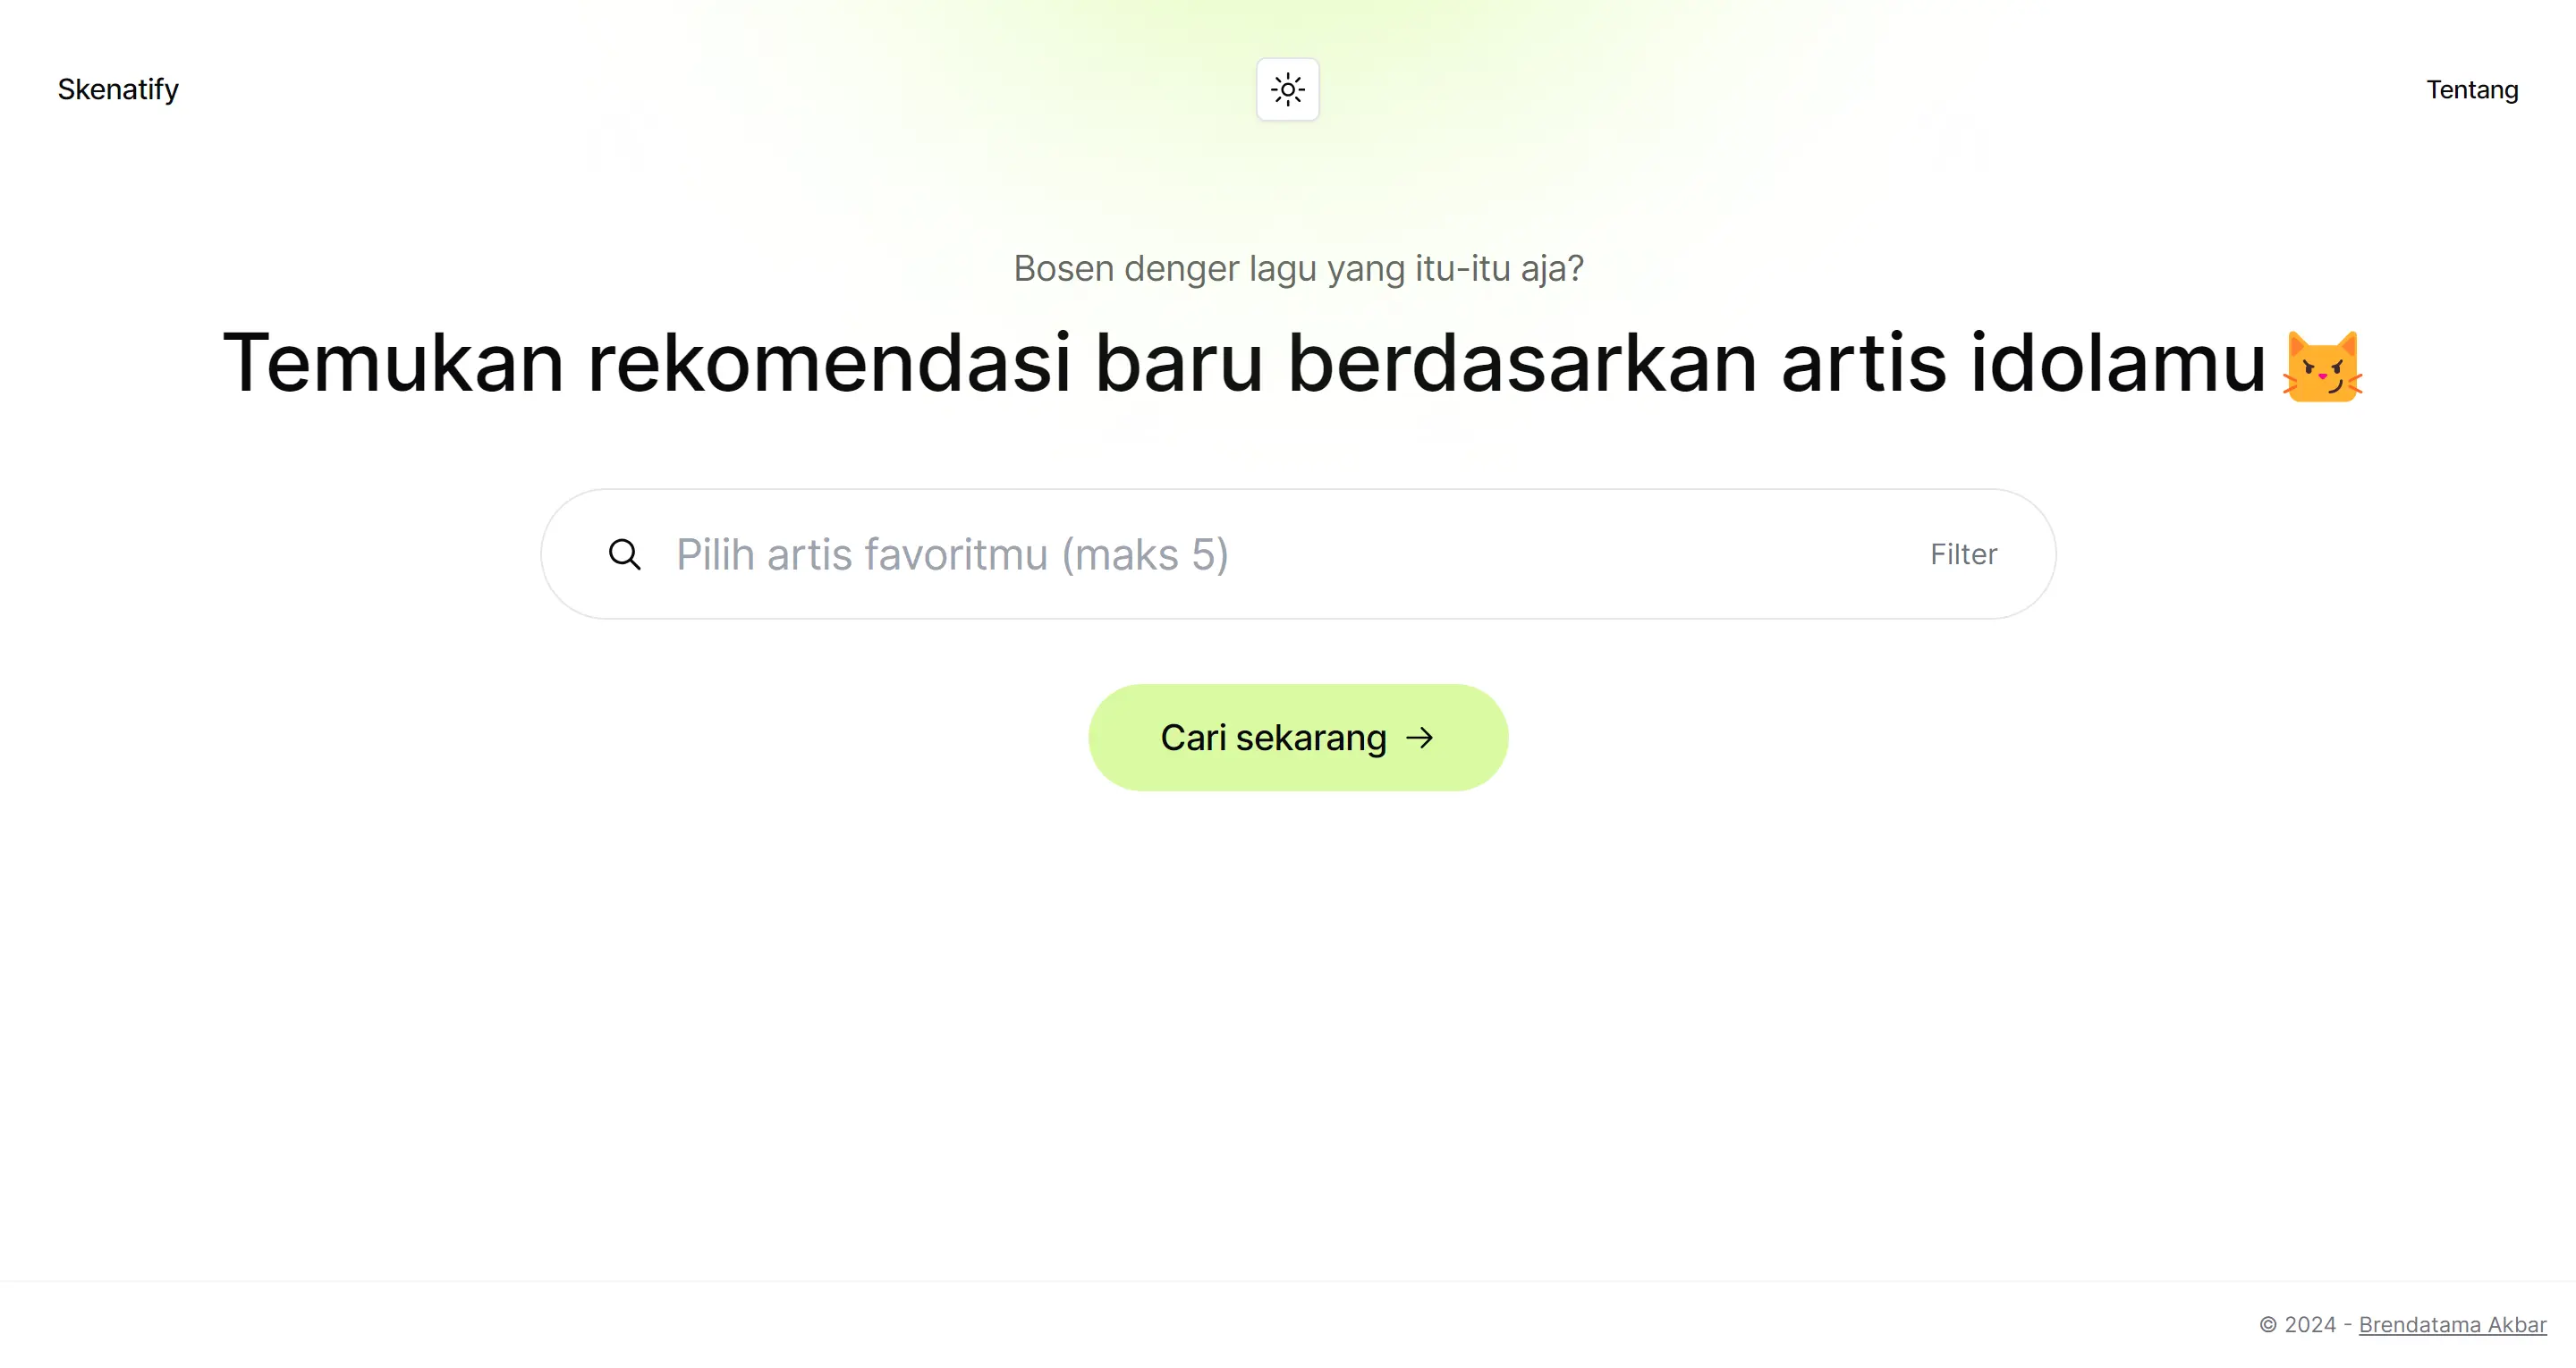 Skenatify
Tentang
Bosen denger lagu yang itu-itu aja?
Temukan rekomendasi baru berdasarkan artis idolamu
Pilih artis favoritmu (maks 5)
Filter
Cari sekarang →
© 2024 - Brendatama Akbar